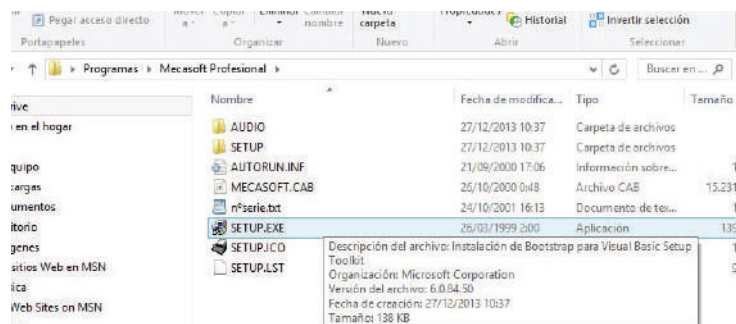 Pegar acceso directo
nombre
carpeta
Historial
Invertir selección
Portapapeles
Organizar
Nuevo
Abrir
Seleccionar
Programas Mecasoft Profesional
Buscar en ...
Nombre Fecha de modifica... Tipo Tamaño
en el hogar
AUDIO 27/12/2013 10:37 Carpeta de archivos
SETUP 27/12/2013 10:37 Carpeta de archivos
AUTORUN.INF 21/09/2000 17:06 Información sobre...
MECASOFT.CAB 26/10/2000 0:48 Archivo CAB 15.231
nºserie.txt 24/10/2001 16:13 Documento de tex...
SETUP.EXE 26/03/1999 2:00 Aplicación 139
SETUP.ICO
SETUP.LST
sitios Web en MSN
Web Sites on MSN
Descripción del archivo: Instalación de Bootstrap para Visual Basic Setup
Toolkit
Organización: Microsoft Corporation
Versión del archivo: 6.0.84.50
Fecha de creación: 27/12/2013 10:37
Tamaño: 138 KB